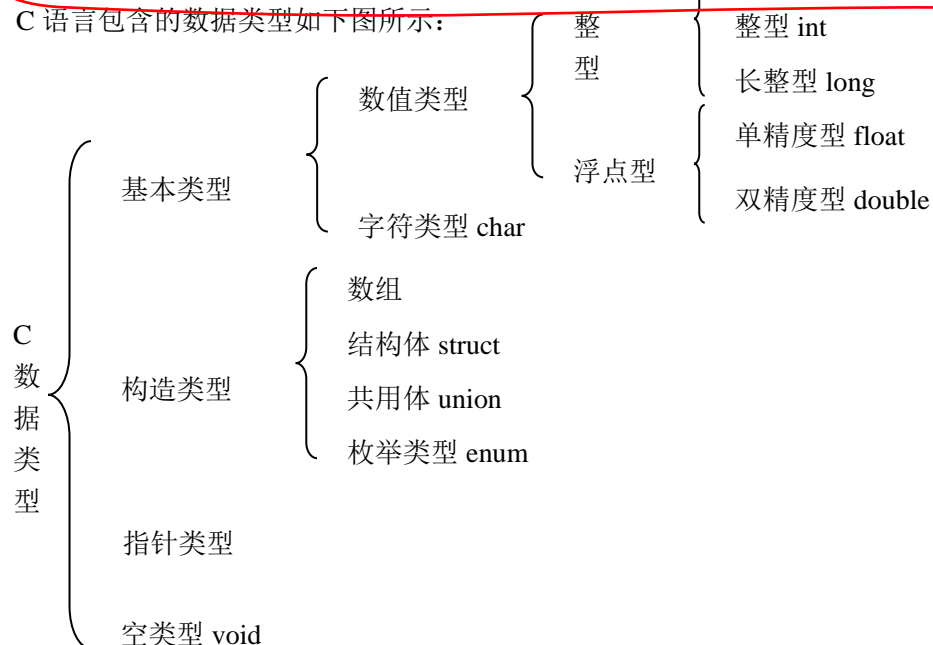 C 语言包含的数据类型如下图所示：
整型
整型 int
长整型 long
数值类型
单精度型 float
浮点型
双精度型 double
基本类型
字符类型 char
数组
结构体 struct
C数据类型
构造类型
共用体 union
枚举类型 enum
指针类型
空类型 void